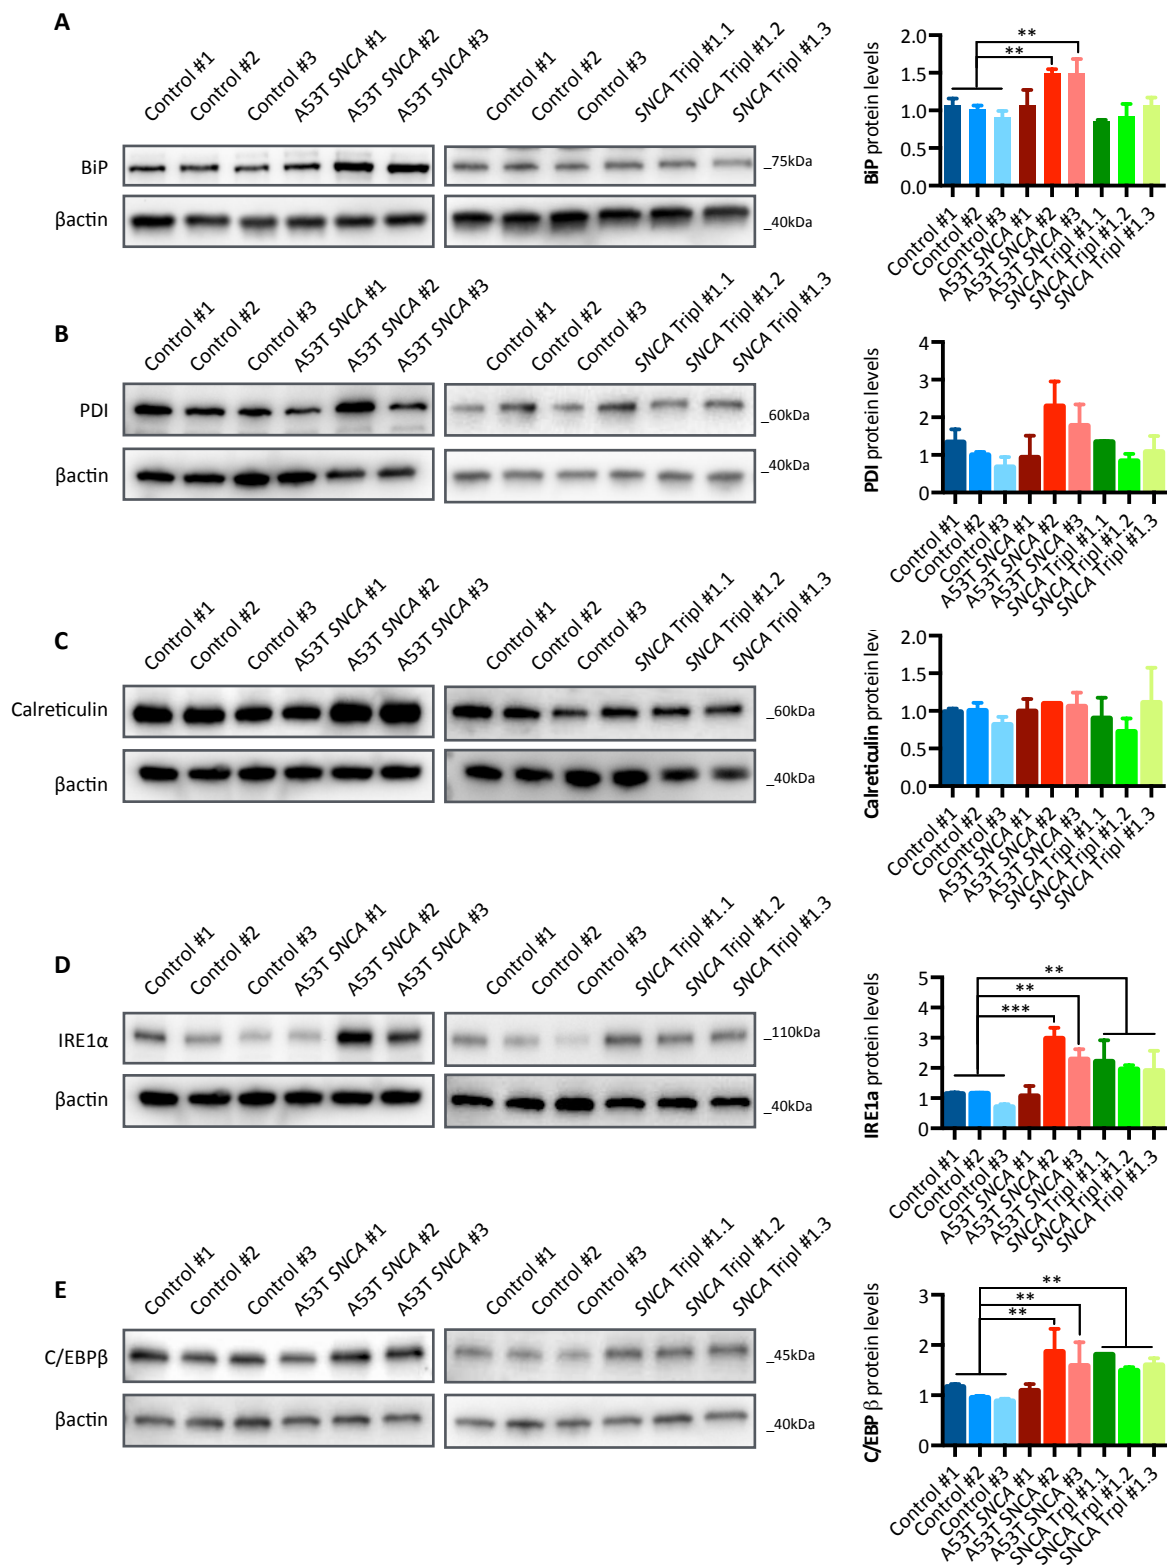 A
Control #1
Control #2
Control #3
A53T SNCA #1
A53T SNCA #2
A53T SNCA #3
Control #1
Control #2
Control #3
SNCA Tripl #1.1
SNCA Tripl #1.2
SNCA Tripl #1.3
BiP
_75kDa
βactin
_40kDa
BiP protein levels
2.0
1.5
1.0
0.5
0.0
**
**
Control #1
Control #2
Control #3
A53T SNCA #1
A53T SNCA #2
A53T SNCA #3
SNCA Tripl #1.1
SNCA Tripl #1.2
SNCA Tripl #1.3
B
Control #1
Control #2
Control #3
A53T SNCA #1
A53T SNCA #2
A53T SNCA #3
Control #1
Control #2
Control #3
SNCA Tripl #1.1
SNCA Tripl #1.2
SNCA Tripl #1.3
PDI
_60kDa
βactin
_40kDa
PDI protein levels
4
3
2
1
0
Control #1
Control #2
Control #3
A53T SNCA #1
A53T SNCA #2
A53T SNCA #3
SNCA Tripl #1.1
SNCA Tripl #1.2
SNCA Tripl #1.3
C
Control #1
Control #2
Control #3
A53T SNCA #1
A53T SNCA #2
A53T SNCA #3
Control #1
Control #2
Control #3
SNCA Tripl #1.1
SNCA Tripl #1.2
SNCA Tripl #1.3
Calreticulin
_60kDa
βactin
_40kDa
Calreticulin protein leve
2.0
1.5
1.0
0.5
0.0
Control #1
Control #2
Control #3
A53T SNCA #1
A53T SNCA #2
A53T SNCA #3
SNCA Tripl #1.1
SNCA Tripl #1.2
SNCA Tripl #1.3
D
Control #1
Control #2
Control #3
A53T SNCA #1
A53T SNCA #2
A53T SNCA #3
Control #1
Control #2
Control #3
SNCA Tripl #1.1
SNCA Tripl #1.2
SNCA Tripl #1.3
IRE1α
_110kDa
βactin
_40kDa
IRE1a protein levels
5
4
3
2
1
0
**
**
***
Control #1
Control #2
Control #3
A53T SNCA #1
A53T SNCA #2
A53T SNCA #3
SNCA Tripl #1.1
SNCA Tripl #1.2
SNCA Tripl #1.3
E
Control #1
Control #2
Control #3
A53T SNCA #1
A53T SNCA #2
A53T SNCA #3
Control #1
Control #2
Control #3
SNCA Tripl #1.1
SNCA Tripl #1.2
SNCA Tripl #1.3
C/EBPβ
_45kDa
βactin
_40kDa
C/EBP β protein levels
3
2
1
0
**
**
**
Control #1
Control #2
Control #3
A53T SNCA #1
A53T SNCA #2
A53T SNCA #3
SNCA Trpl #1.1
SNCA Trpl #1.2
SNCA Trpl #1.3